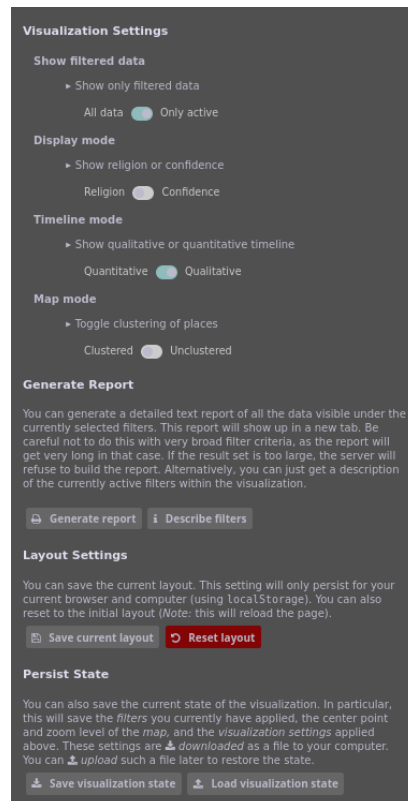 Visualization Settings
Show filtered data
▸ Show only filtered data
All data Only active
Display mode
▸ Show religion or confidence
Religion Confidence
Timeline mode
▸ Show qualitative or quantitative timeline
Quantitative Qualitative
Map mode
▸ Toggle clustering of places
Clustered Unclustered
Generate Report
You can generate a detailed text report of all the data visible under the
currently selected filters. This report will show up in a new tab. Be
careful not to do this with very broad filter criteria, as the report will
get very long in that case. If the result set is too large, the server will
refuse to build the report. Alternatively, you can just get a description
of the currently active filters within the visualization.
Generate report Describe filters
Layout Settings
You can save the current layout. This setting will only persist for your
current browser and computer (using localStorage). You can also
reset to the initial layout (Note: this will reload the page).
Save current layout Reset layout
Persist State
You can also save the current state of the visualization. In particular,
this will save the filters you currently have applied, the center point
and zoom level of the map, and the visualization settings applied
above. These settings are downloaded as a file to your computer.
You can upload such a file later to restore the state.
Save visualization state Load visualization state